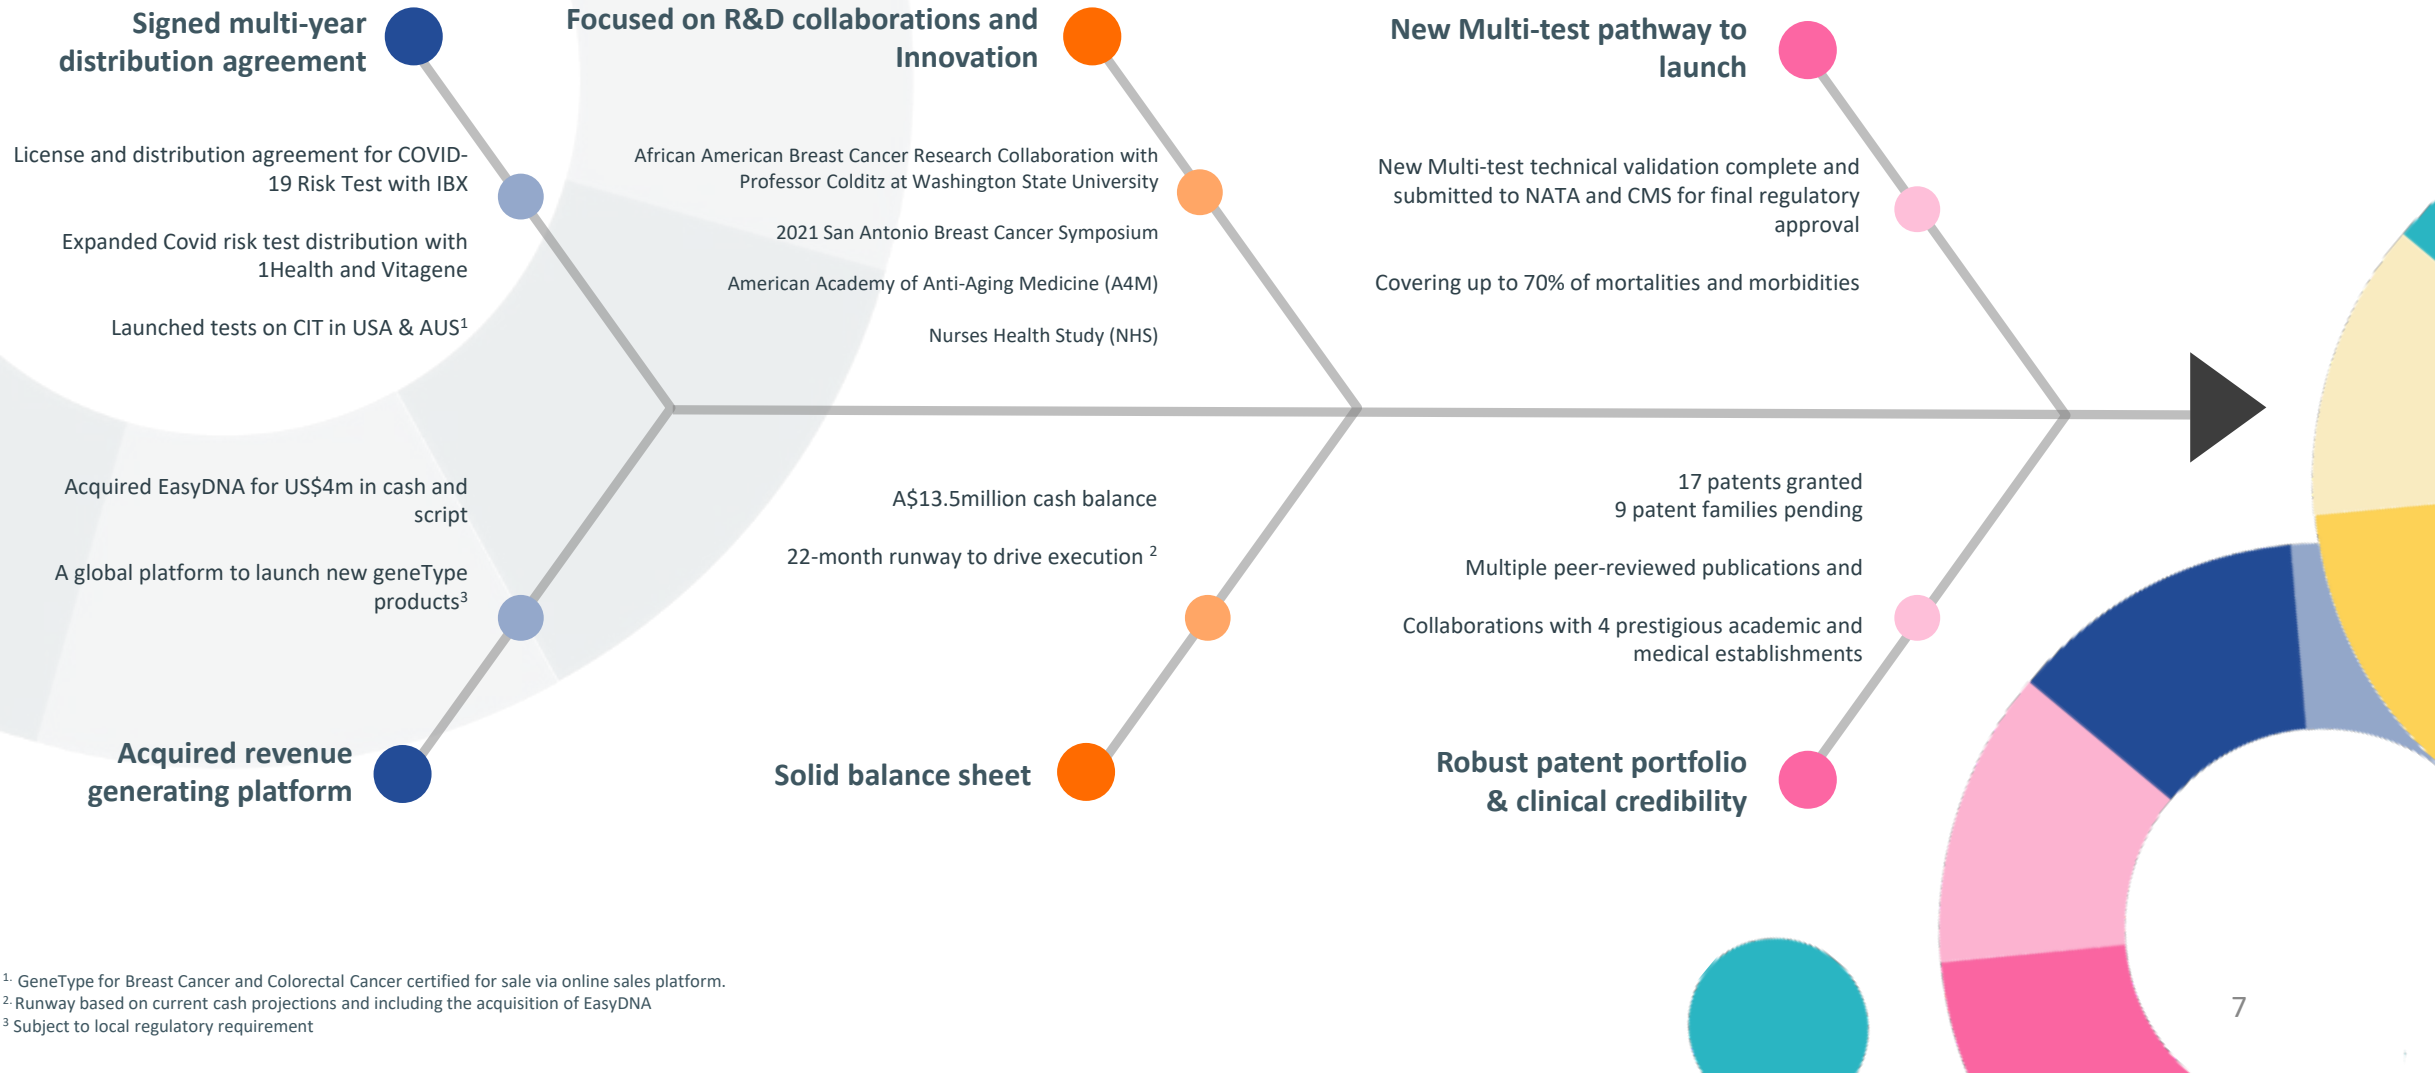 Signed multi-year
distribution agreement
License and distribution agreement for COVID-
19 Risk Test with IBX
Expanded Covid risk test distribution with
1Health and Vitagene
Launched tests on CIT in USA & AUS¹
Focused on R&D collaborations and
Innovation
African American Breast Cancer Research Collaboration with
Professor Colditz at Washington State University
2021 San Antonio Breast Cancer Symposium
American Academy of Anti-Aging Medicine (A4M)
Nurses Health Study (NHS)
New Multi-test pathway to
launch
New Multi-test technical validation complete and
submitted to NATA and CMS for final regulatory
approval
Covering up to 70% of mortalities and morbidities
Acquired EasyDNA for US$4m in cash and
script
A global platform to launch new geneType
products³
Acquired revenue
generating platform
A$13.5million cash balance
22-month runway to drive execution ²
Solid balance sheet
17 patents granted
9 patent families pending
Multiple peer-reviewed publications and
Collaborations with 4 prestigious academic and
medical establishments
Robust patent portfolio
& clinical credibility
¹· GeneType for Breast Cancer and Colorectal Cancer certified for sale via online sales platform.
²· Runway based on current cash projections and including the acquisition of EasyDNA
³ Subject to local regulatory requirement
7